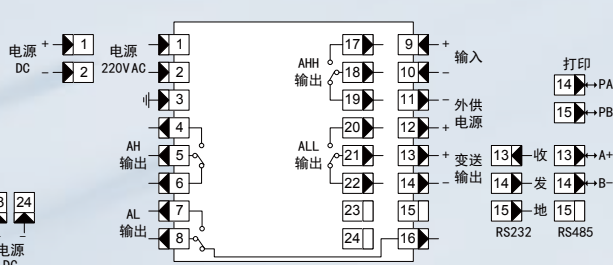 电源 DC
+ 1
- 2
电源 220VAC
1
2
3
AH 输出
4
5
6
AL 输出
7
8
AHH 输出
17
18
19
ALL 输出
20
21
22
23
24
9 + 输入
10 -
11 - 外供电源
12 +
13 + 变送输出
14 -
15
16
13 收
14 发
15 地
RS232
打印
14 PA
15 PB
13 A+
14 B-
15
RS485
24
-
电源
DC